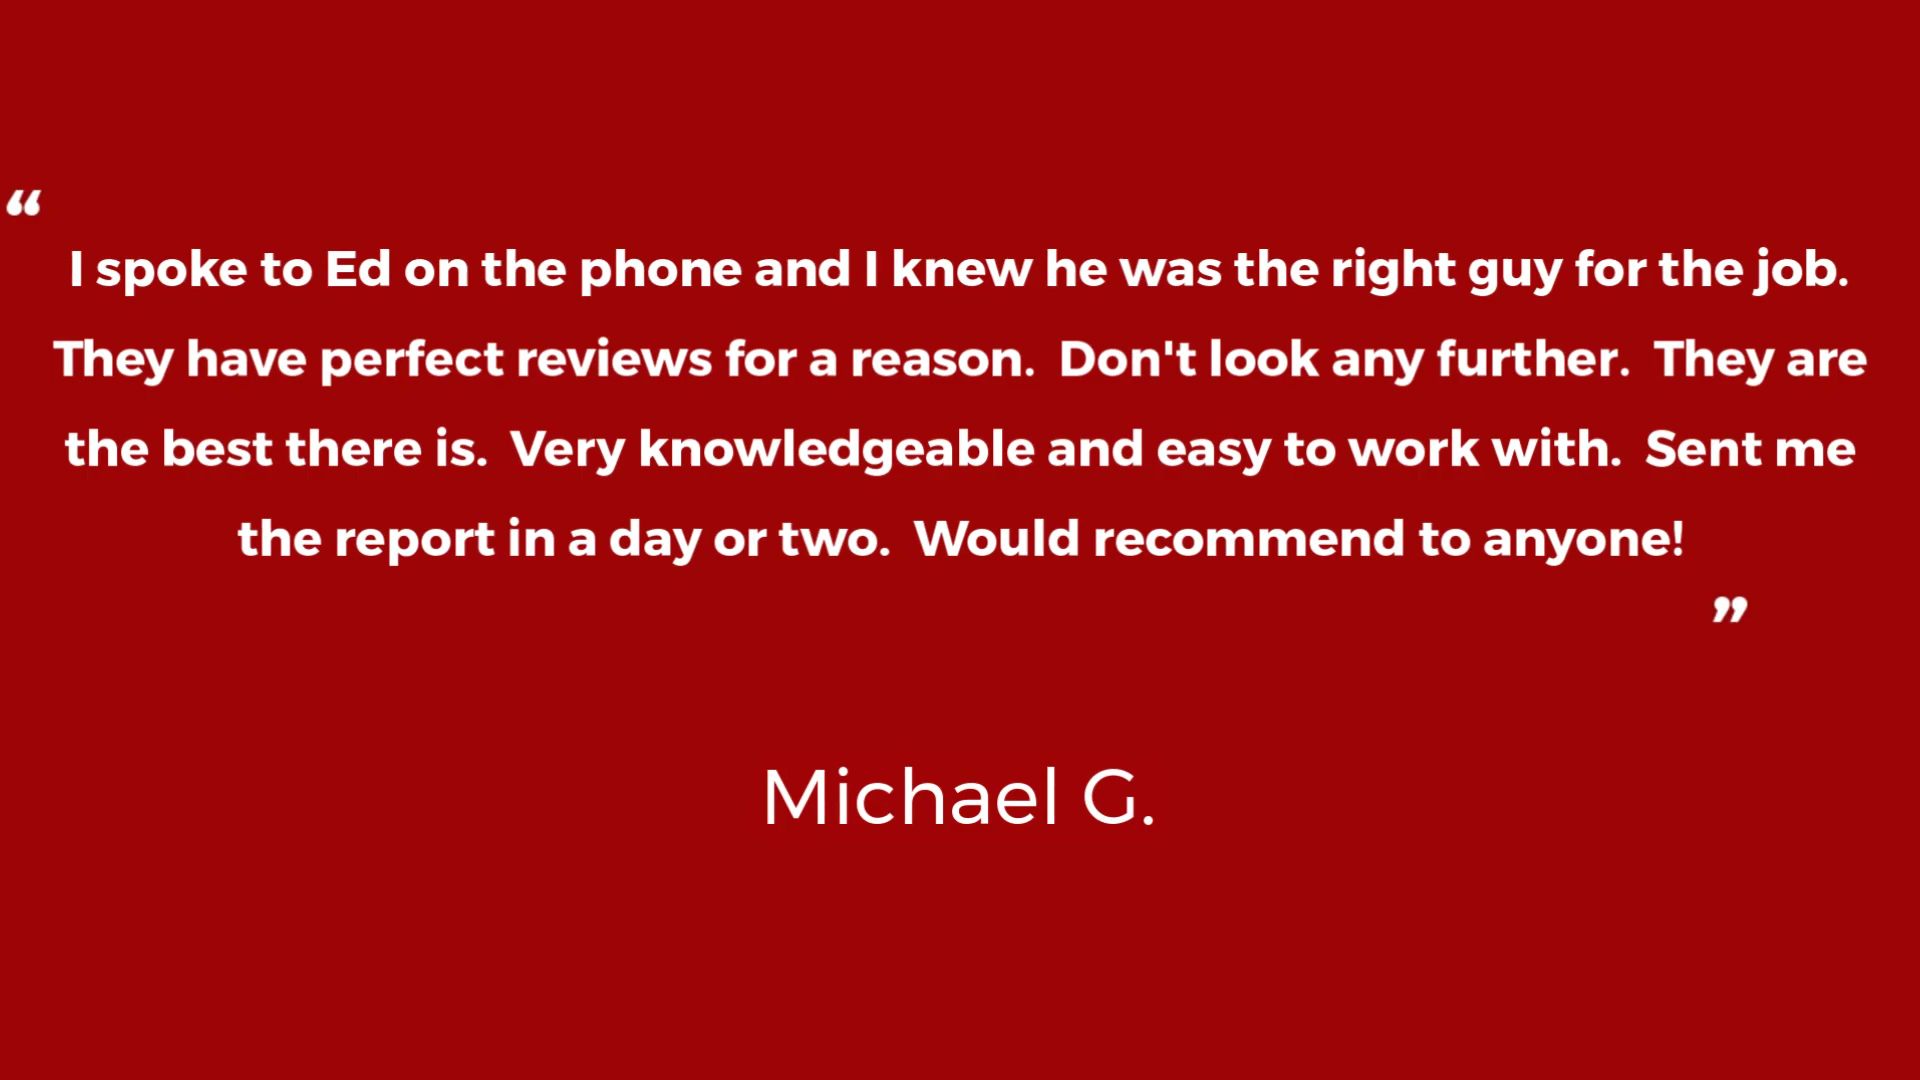 “
I spoke to Ed on the phone and I knew he was the right guy for the job.
They have perfect reviews for a reason.  Don't look any further.  They are
the best there is.  Very knowledgeable and easy to work with.  Sent me
the report in a day or two.  Would recommend to anyone!
”
Michael G.